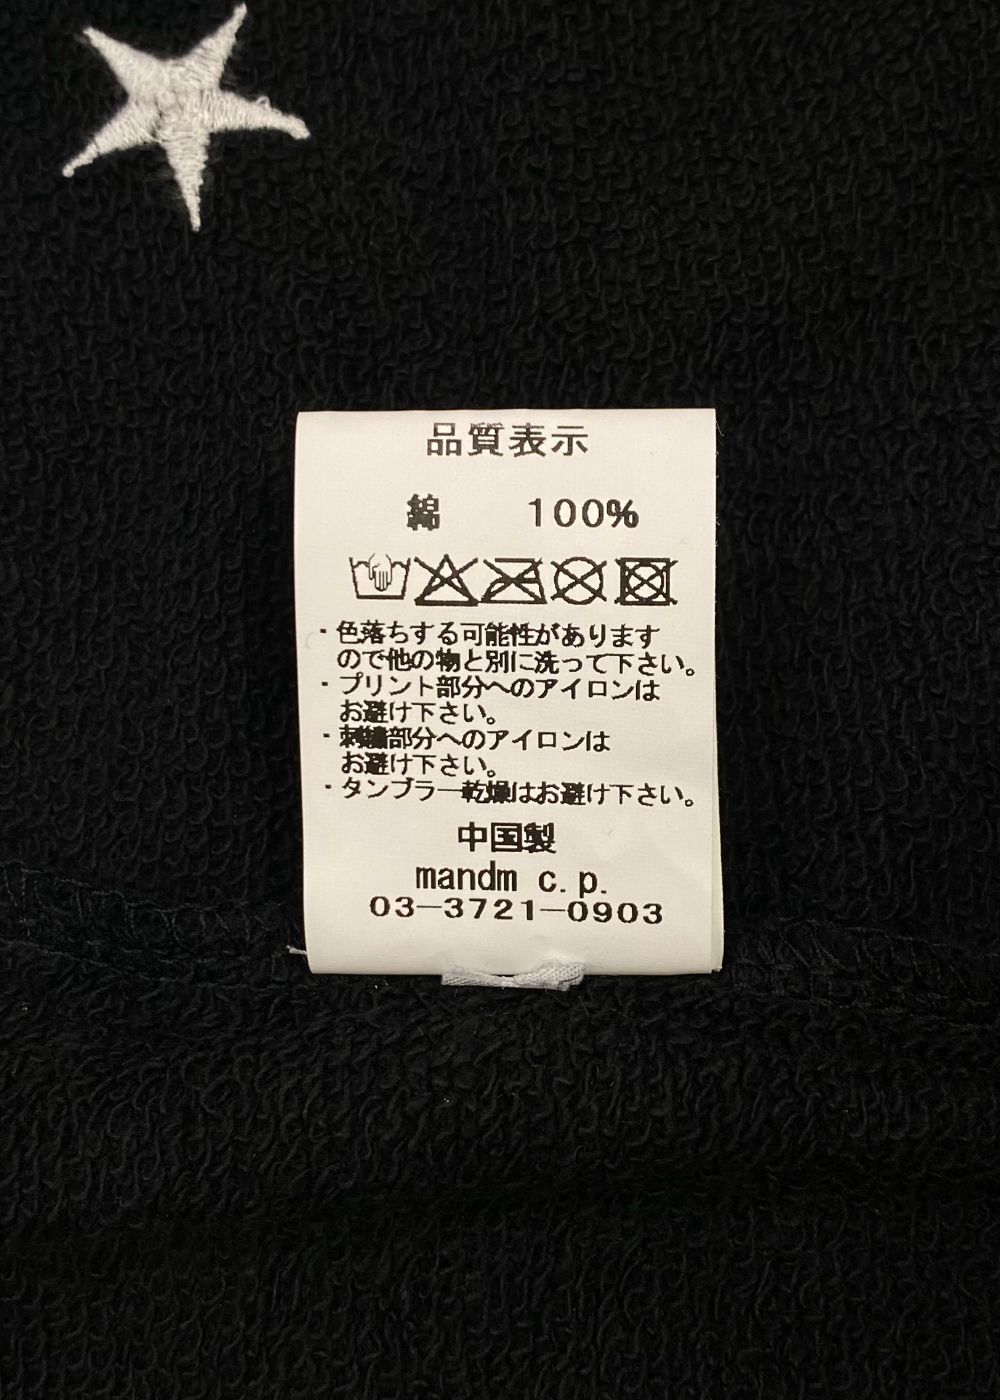 品質表示
綿 100%
・色落ちする可能性があります
ので他の物と別に洗って下さい。
・プリント部分へのアイロンは
お避け下さい。
・刺繍部分へのアイロンは
お避け下さい。
・タンブラー乾燥はお避け下さい。
中国製
mandm c.p.
03-3721-0903